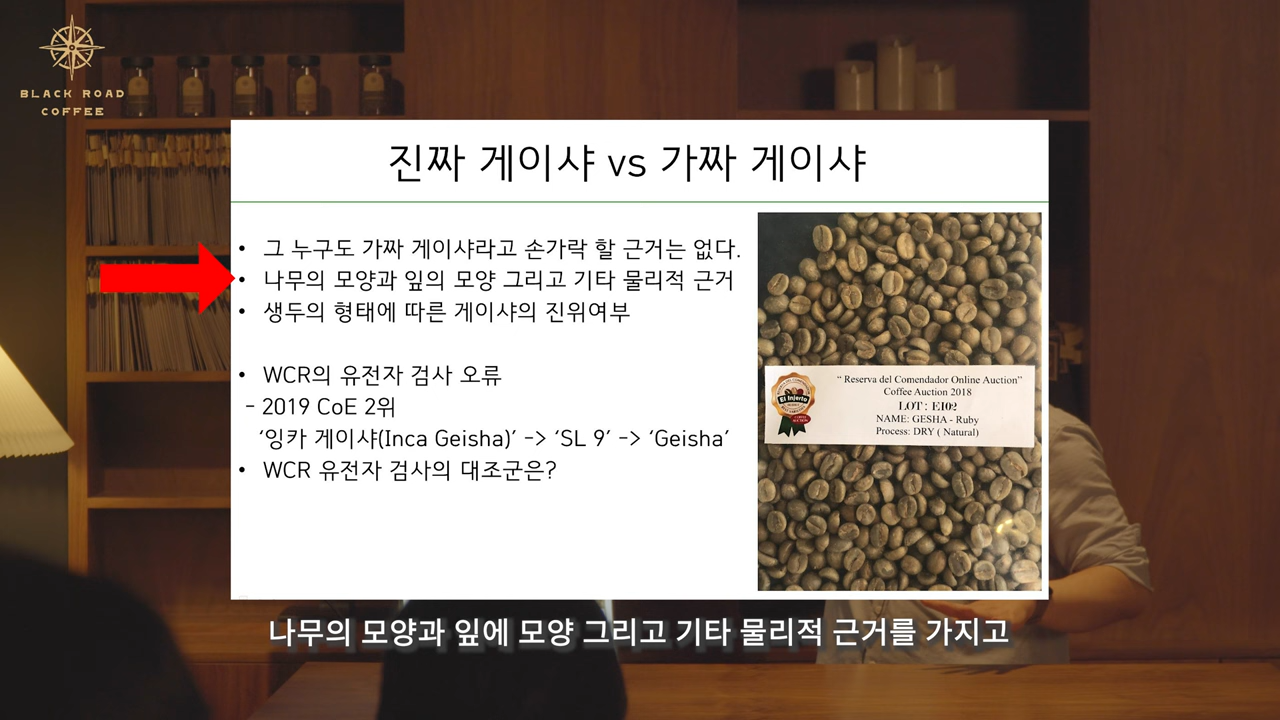 BLACK ROAD
COFFEE
진짜 게이샤 vs 가짜 게이샤
• 그 누구도 가짜 게이샤라고 손가락 할 근거는 없다.
• 나무의 모양과 잎의 모양 그리고 기타 물리적 근거
• 생두의 형태에 따른 게이샤의 진위여부
• WCR의 유전자 검사 오류
- 2019 CoE 2위
‘잉카 게이샤(Inca Geisha)’ -> ‘SL 9’ -> ‘Geisha’
• WCR 유전자 검사의 대조군은?
“ Reserva del Comendador Online Auction”
Coffee Auction 2018
LOT : EI02
NAME: GESHA - Ruby
Process: DRY ( Natural)
El Injerto
나무의 모양과 잎에 모양 그리고 기타 물리적 근거를 가지고